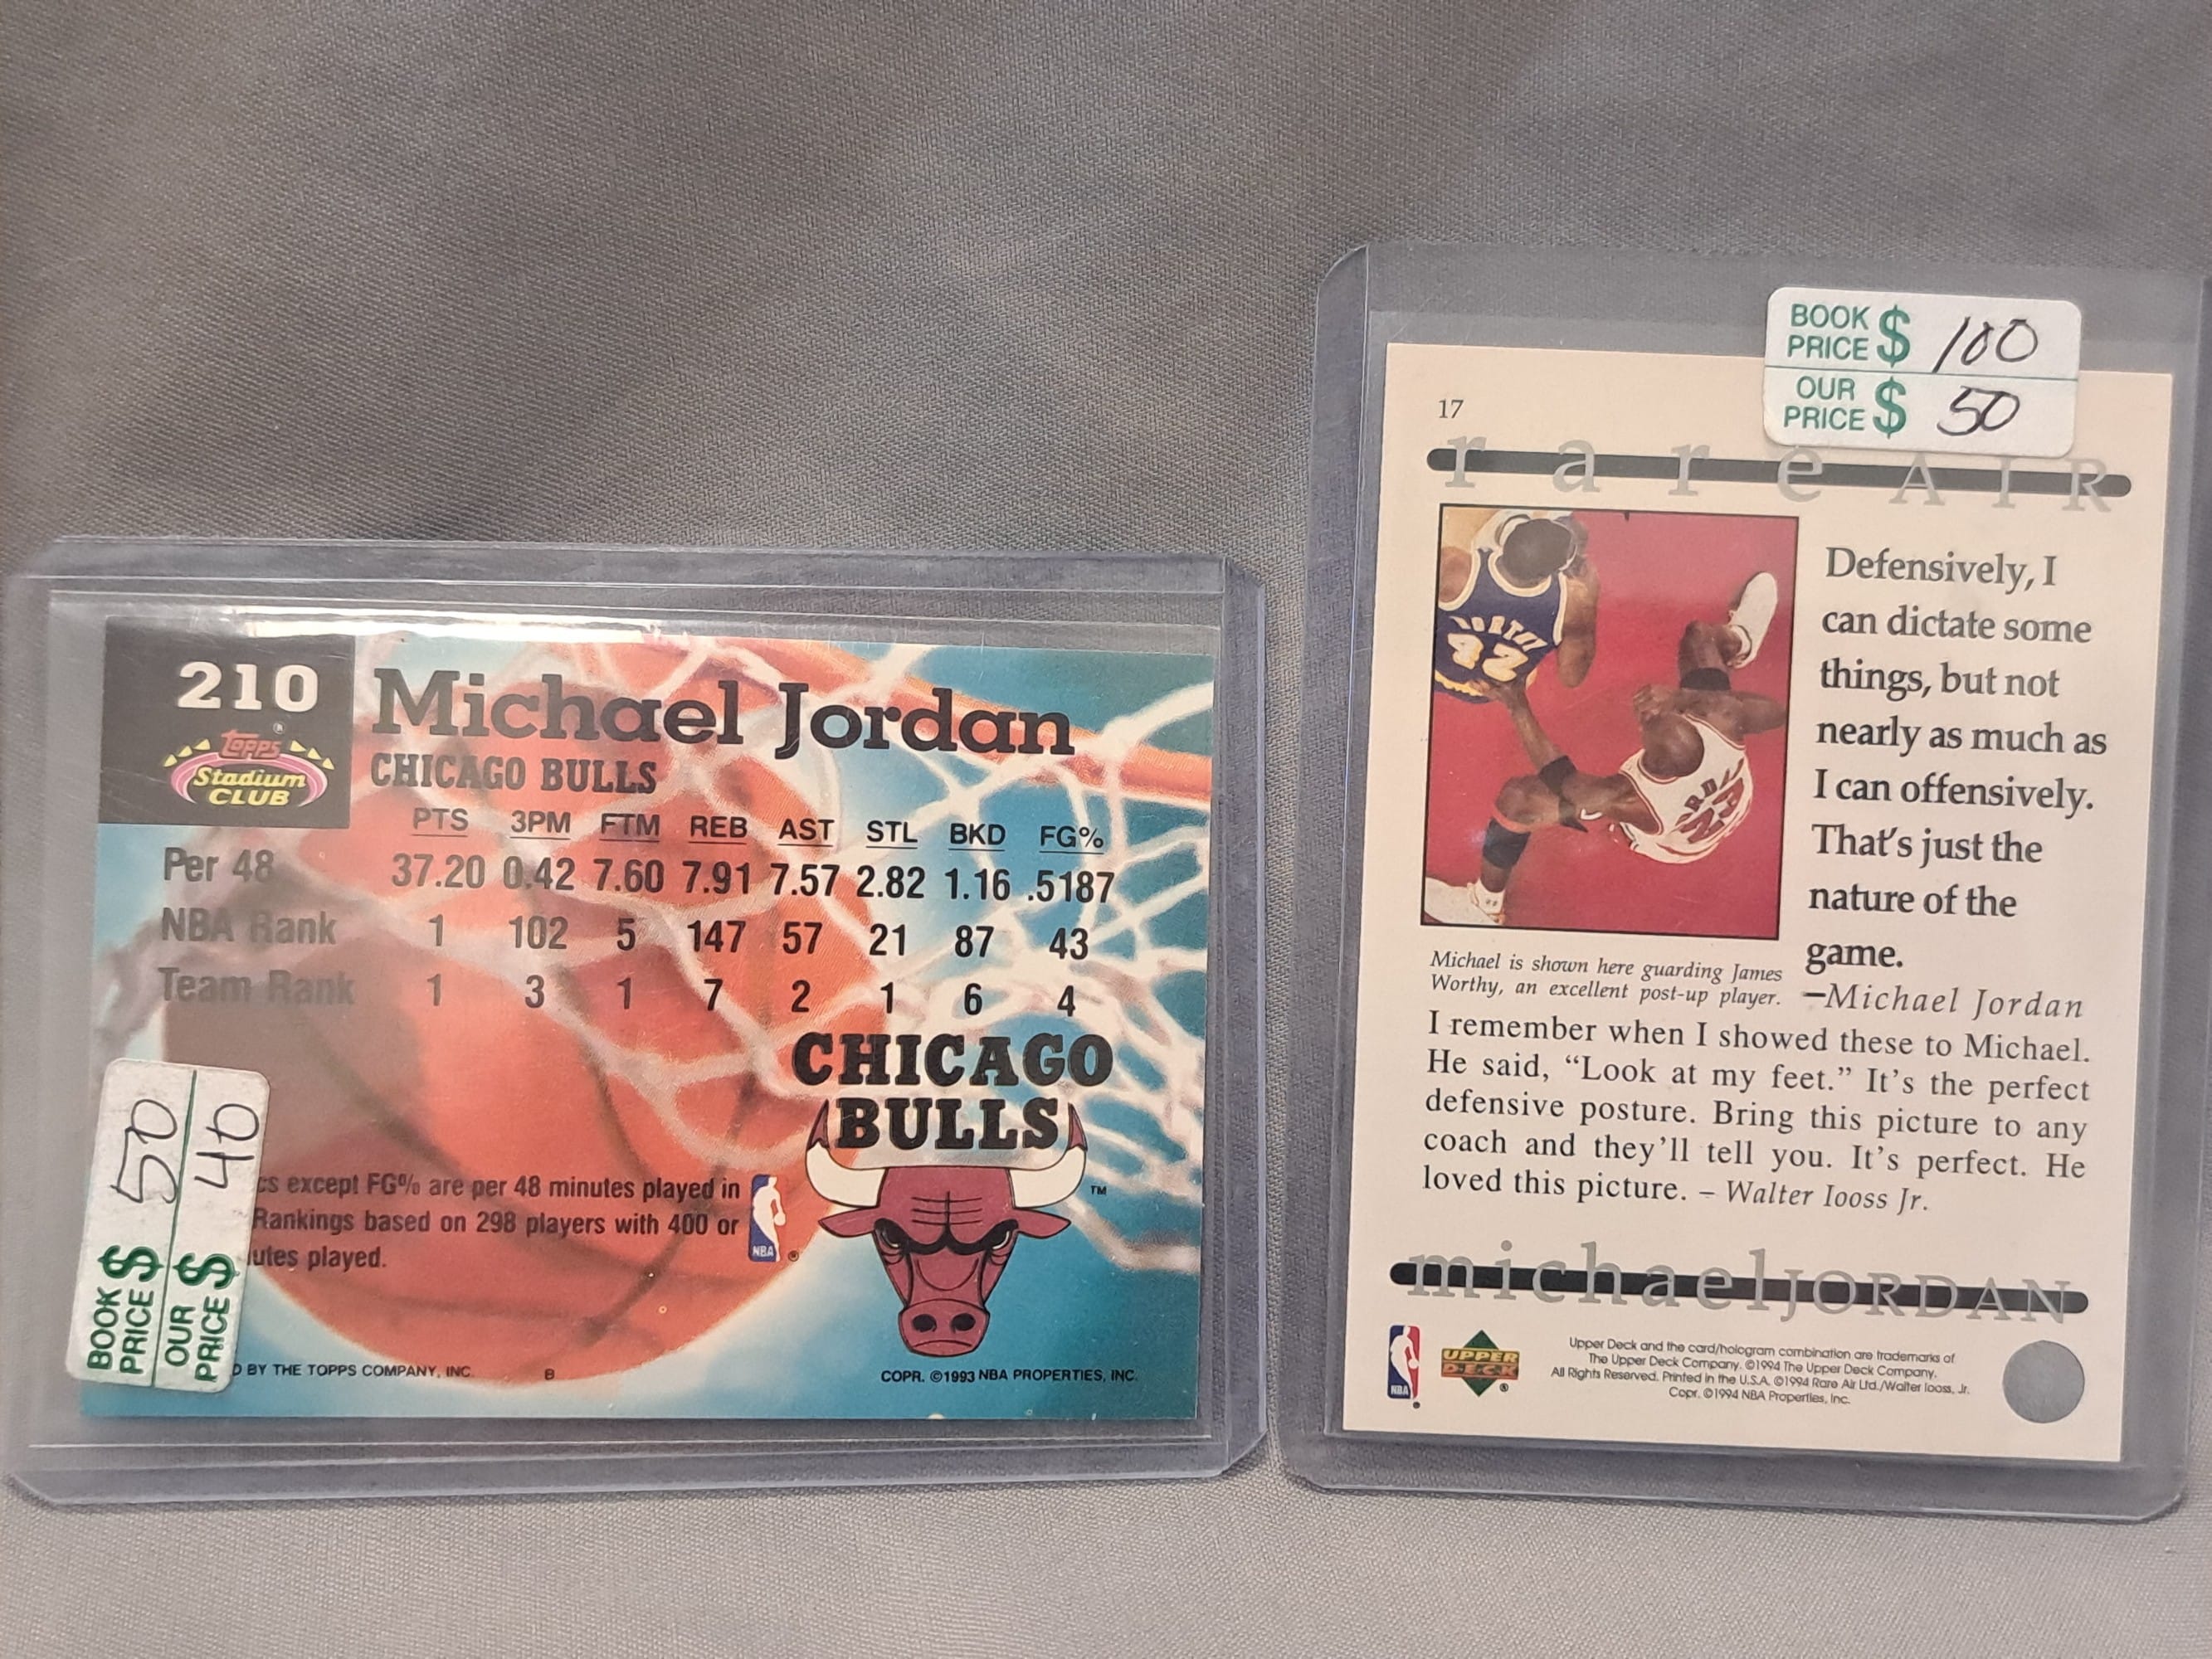 210
topps
Stadium
CLUB
®
Michael Jordan
CHICAGO BULLS
PTS 3PM FTM REB AST STL BKD FG%
Per 48 37.20 0.42 7.60 7.91 7.57 2.82 1.16 .5187
NBA Rank 1 102 5 147 57 21 87 43
Team Rank 1 3 1 7 2 1 6 4
CHICAGO
BULLS
TM
except FG% are per 48 minutes played in
Rankings based on 298 players with 400 or
played.
NBA
®
BY THE TOPPS COMPANY, INC. B COPR. ©1993 NBA PROPERTIES, INC.
BOOK PRICE $ 50
OUR PRICE $ 40
BOOK PRICE $ 100
OUR PRICE $ 50
17
rare AIR
WORTHY
42
JORDAN
23
Defensively, I
can dictate some
things, but not
nearly as much as
I can offensively.
That's just the
nature of the
game.
—Michael Jordan
Michael is shown here guarding James
Worthy, an excellent post-up player.
I remember when I showed these to Michael.
He said, “Look at my feet.” It's the perfect
defensive posture. Bring this picture to any
coach and they'll tell you. It's perfect. He
loved this picture. – Walter Iooss Jr.
michaelJORDAN
NBA
®
UPPER
DECK
®
Upper Deck and the card/hologram combination are trademarks of
The Upper Deck Company. ©1994 The Upper Deck Company.
All Rights Reserved. Printed in the U.S.A. ©1994 Rare Air Ltd./Walter Iooss, Jr.
Copr. ©1994 NBA Properties, Inc.